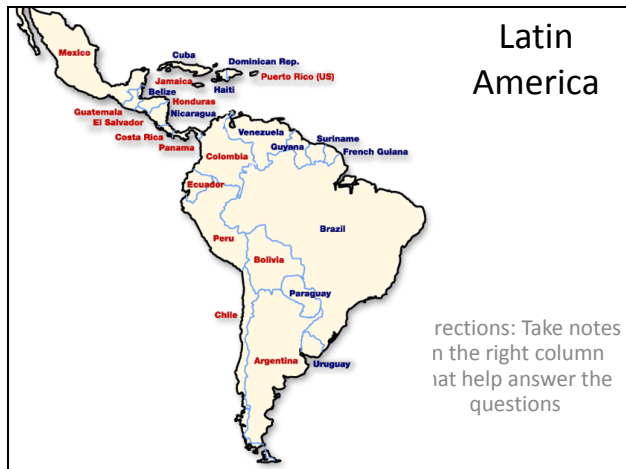 Latin
America
Mexico
Cuba
Dominican Rep.
Puerto Rico (US)
Jamaica
Haiti
Belize
Honduras
Guatemala
Nicaragua
El Salvador
Costa Rica
Panama
Venezuela
Suriname
Guyana
French Guiana
Colombia
Ecuador
Brazil
Peru
Bolivia
Paraguay
Chile
Argentina
Uruguay
rections: Take notes
n the right column
hat help answer the
questions